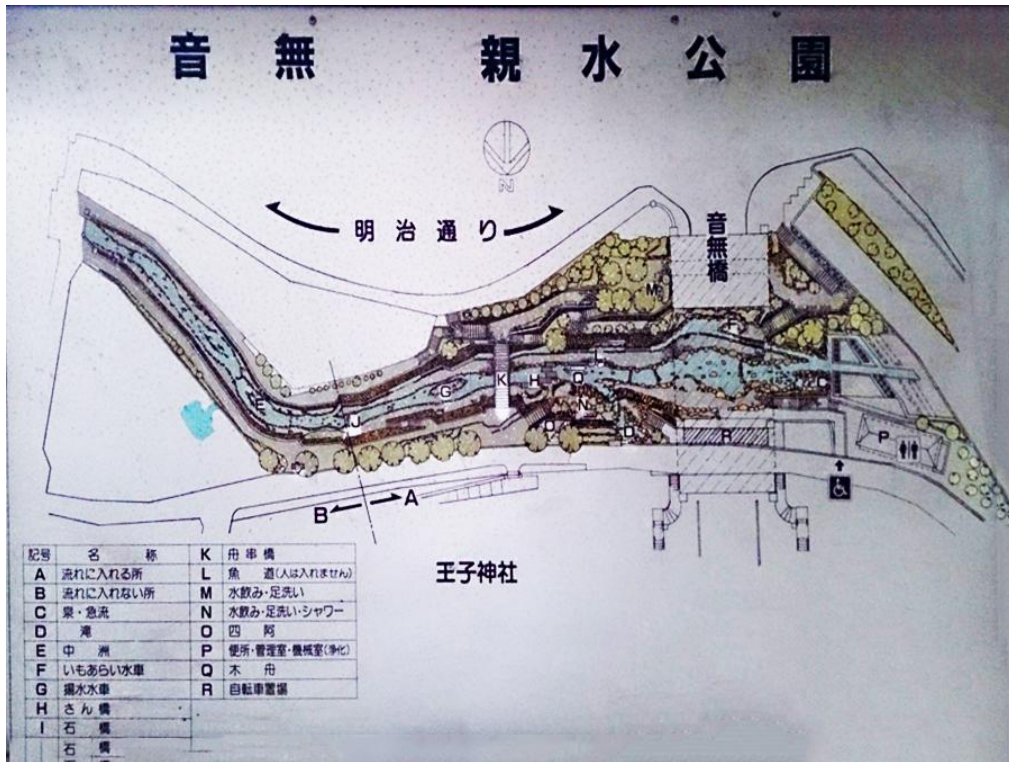 音無 親水公園
N
明治通り
音無橋
M
F
L
K
H
Q
G
C
E
J
N
O
D
R
P
B
A
王子神社
記号 名称
A 流れに入れる所
B 流れに入れない所
C 泉・急流
D 滝
E 中洲
F いもあらい水車
G 揚水水車
H さん橋
I 石橋
石橋
K 舟串橋
L 魚道(人は入れません)
M 水飲み・足洗い
N 水飲み・足洗い・シャワー
O 四阿
P 便所・管理室・機械室(浄化)
Q 木舟
R 自転車置場